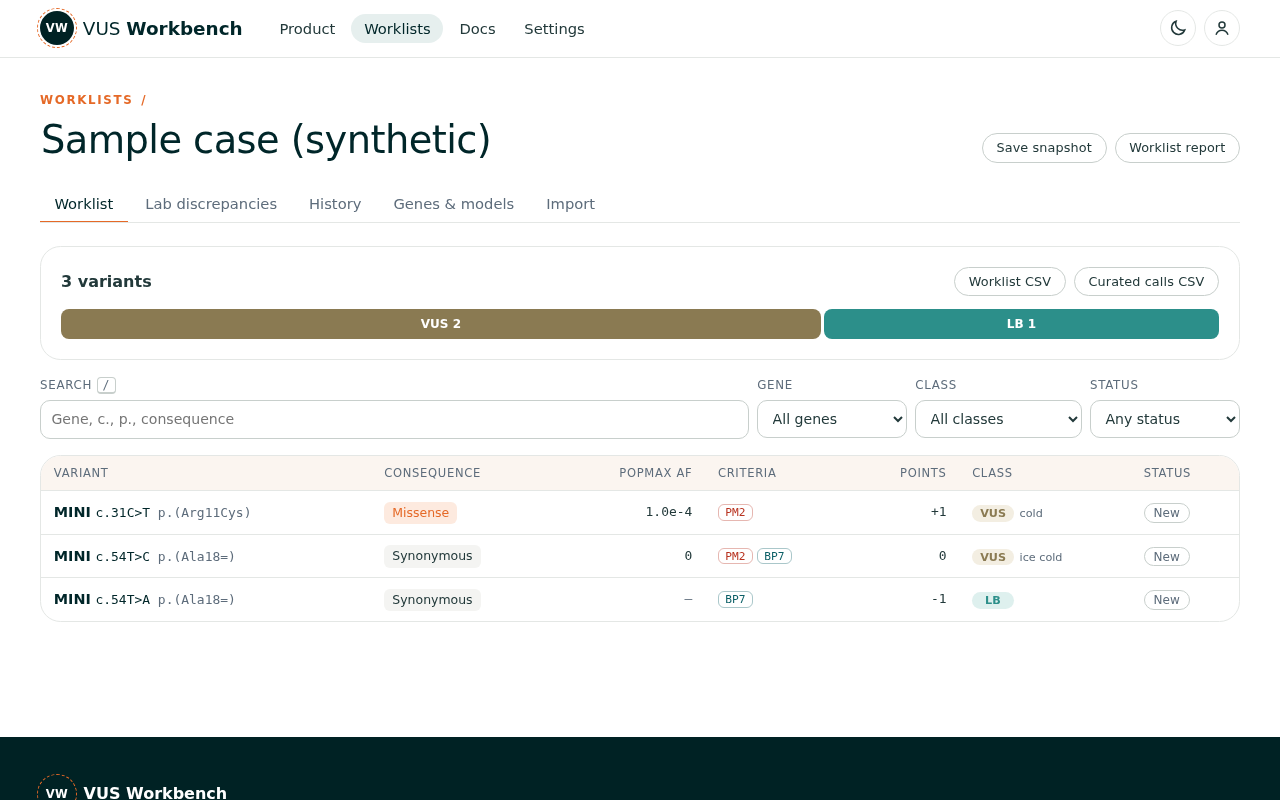 VW VUS Workbench Product Worklists Docs Settings
WORKLISTS /
Sample case (synthetic)
Save snapshot Worklist report
Worklist Lab discrepancies History Genes & models Import
3 variants Worklist CSV Curated calls CSV
VUS 2 LB 1
SEARCH / GENE CLASS STATUS
Gene, c., p., consequence All genes All classes Any status
VARIANT CONSEQUENCE POPMAX AF CRITERIA POINTS CLASS STATUS
MINI c.31C>T p.(Arg11Cys) Missense 1.0e-4 PM2 +1 VUS cold New
MINI c.54T>C p.(Ala18=) Synonymous 0 PM2 BP7 0 VUS ice cold New
MINI c.54T>A p.(Ala18=) Synonymous — BP7 -1 LB New
VW VUS Workbench